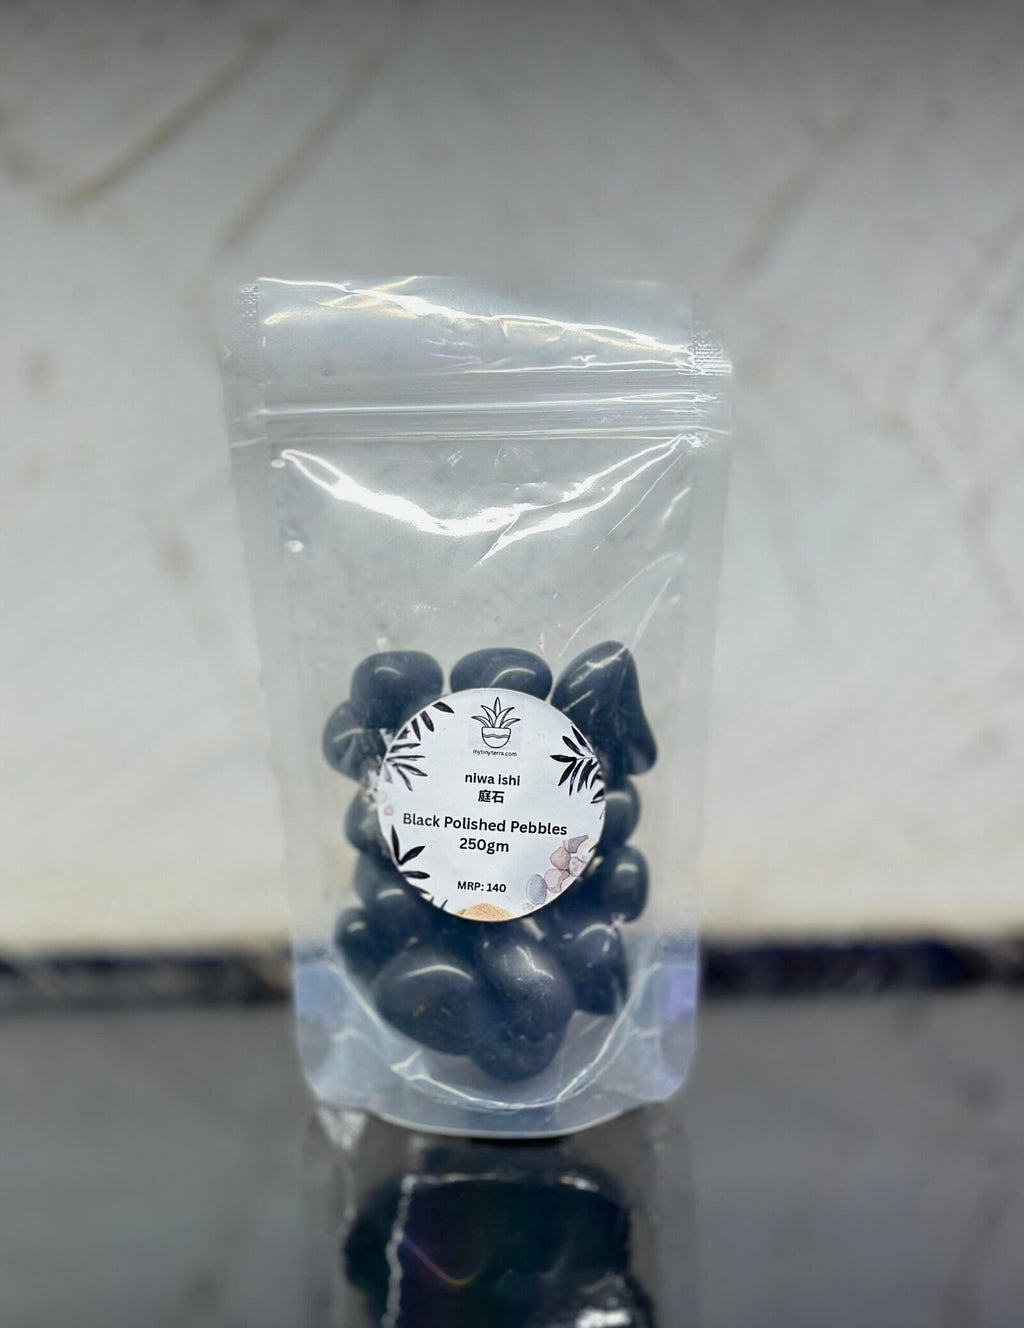 mytinyterra.com
niwa ishi
庭石
Black Polished Pebbles
250gm
MRP: 140